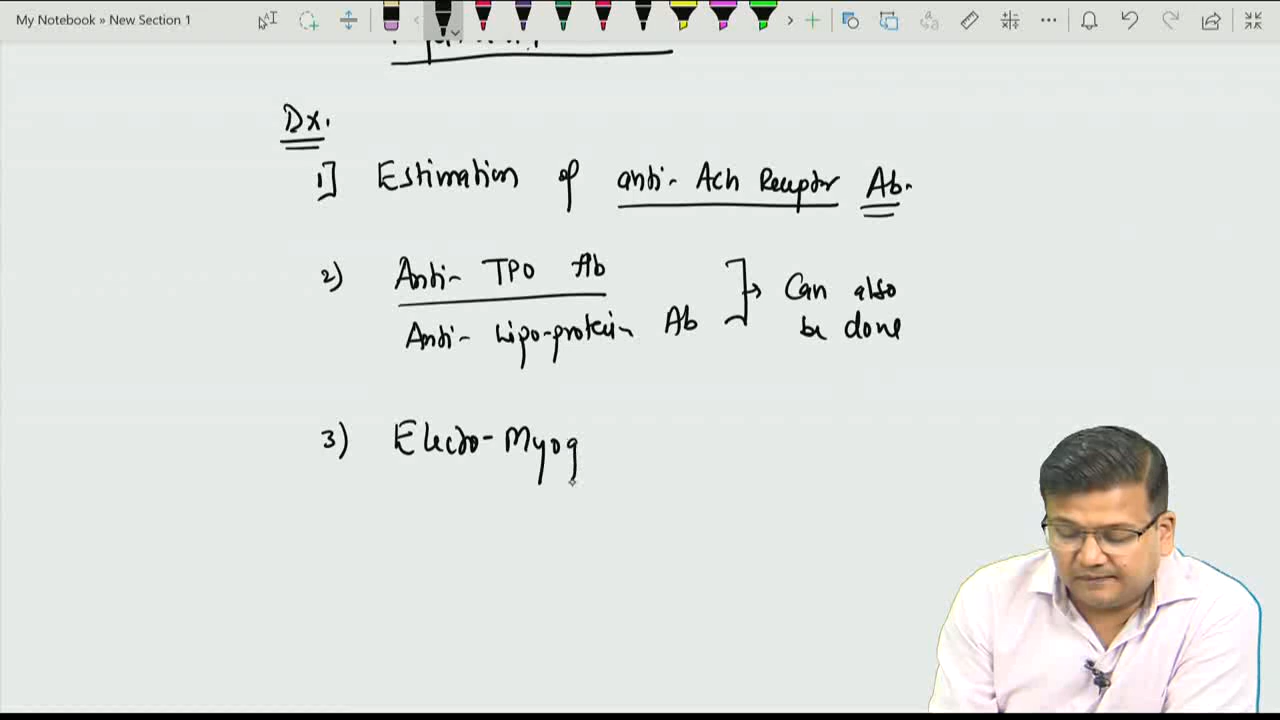 My Notebook » New Section 1
Dx.
1] Estimation of anti- Ach Receptor Ab.
2) Anti- TPO Ab
Anti- Lipo-protein Ab
Can also
be done
3) Electo-Myog